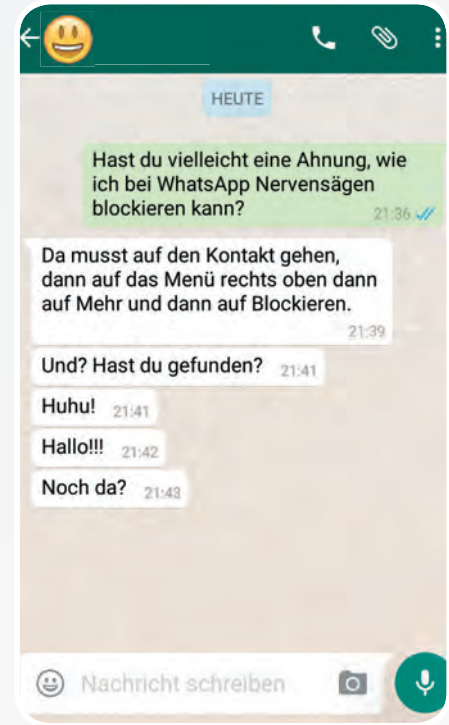 HEUTE
Hast du vielleicht eine Ahnung, wie
ich bei WhatsApp Nervensägen
blockieren kann?
21:36
Da musst auf den Kontakt gehen,
dann auf das Menü rechts oben dann
auf Mehr und dann auf Blockieren.
21:39
Und? Hast du gefunden? 21:41
Huhu! 21:41
Hallo!!! 21:42
Noch da? 21:43
Nachricht schreiben